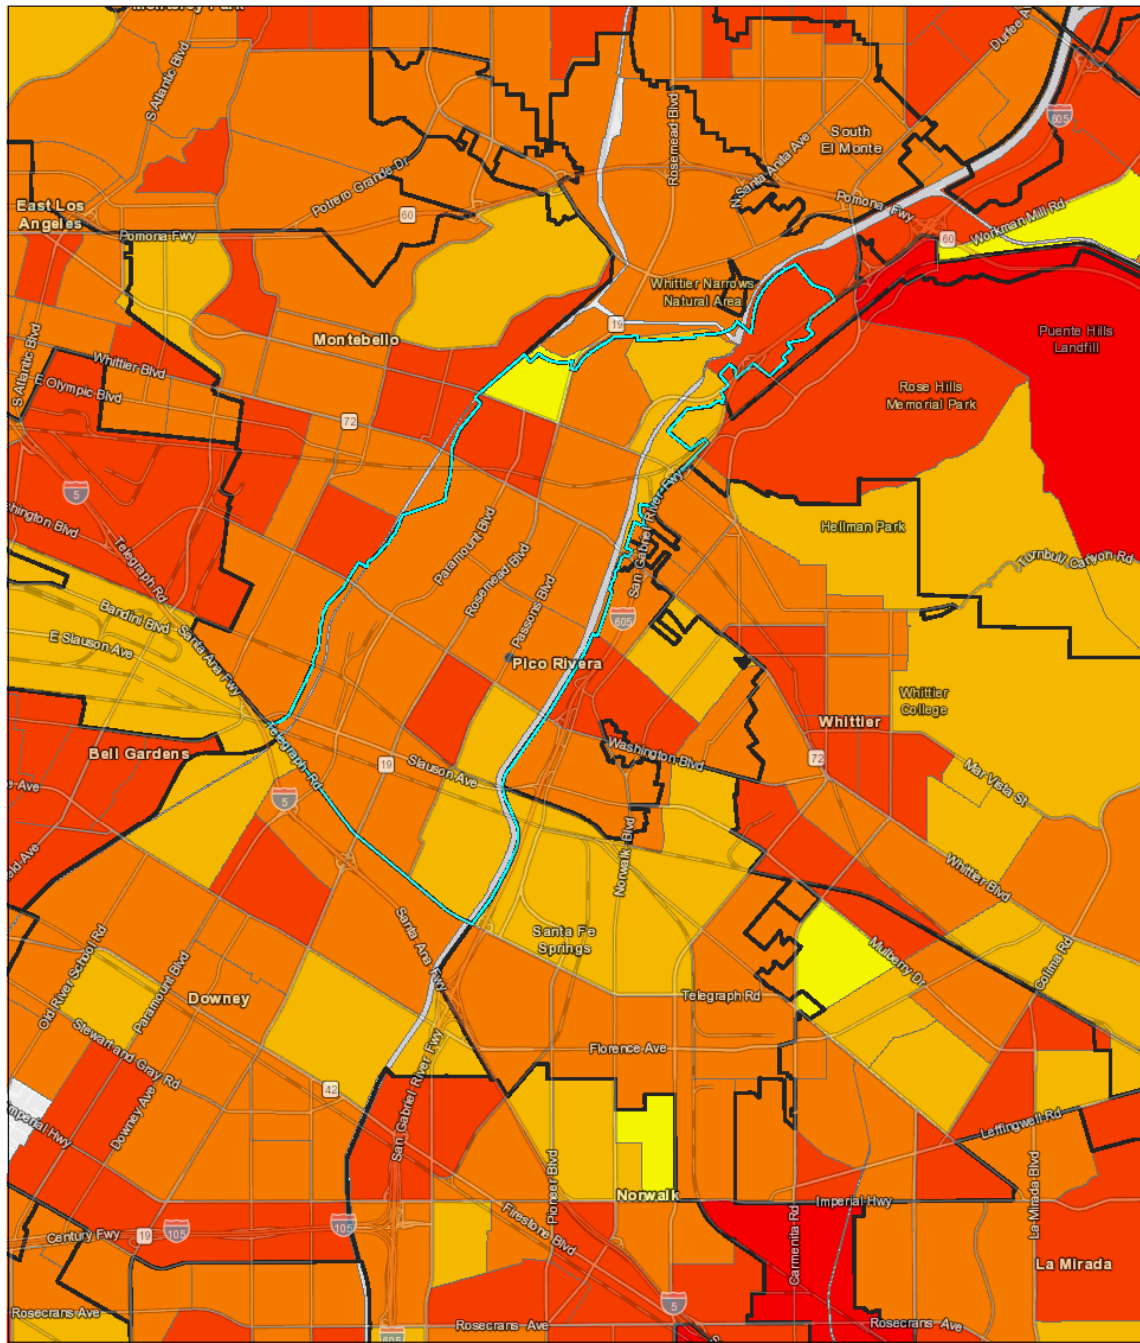 Monterey Park
S Atlantic Blvd
Durfee Ave
605
Rosemead Blvd
South
El Monte
N Santa Anita Ave
Potrero Grande Dr
East Los
Angeles
60
Pomona Fwy
Pomona Fwy
Workman Mill Rd
60
Whittier Narrows
Natural Area
19
Puente Hills
Landfill
Montebello
Whittier Blvd
E Olympic Blvd
S Atlantic Blvd
72
Rose Hills
Memorial Park
5
Washington Blvd
Telegraph Rd
Paramount Blvd
Rosemead Blvd
Passons Blvd
San Gabriel River Fwy
Hellman Park
Turnbull Canyon Rd
Bandini Blvd
E Slauson Ave
Santa Ana Fwy
605
Pico Rivera
Whittier
College
Whittier
Bell Gardens
Telegraph Rd
19
Slauson Ave
Washington Blvd
72
Mar Vista St
5
Norwalk Blvd
Whittier Blvd
Santa Fe
Springs
Santa Ana Fwy
Mulberry Dr
Colima Rd
Old River School Rd
Paramount Blvd
Downey
Telegraph Rd
Stewart and Gray Rd
Florence Ave
San Gabriel River Fwy
42
Imperial Hwy
Downey Ave
Leffingwell Rd
Pioneer Blvd
Norwalk
Imperial Hwy
La Mirada Blvd
Firestone Blvd
Carmenita Rd
Century Fwy
19
105
105
La Mirada
Rosecrans Ave
605
Rosecrans Ave
5
Rosecrans Ave